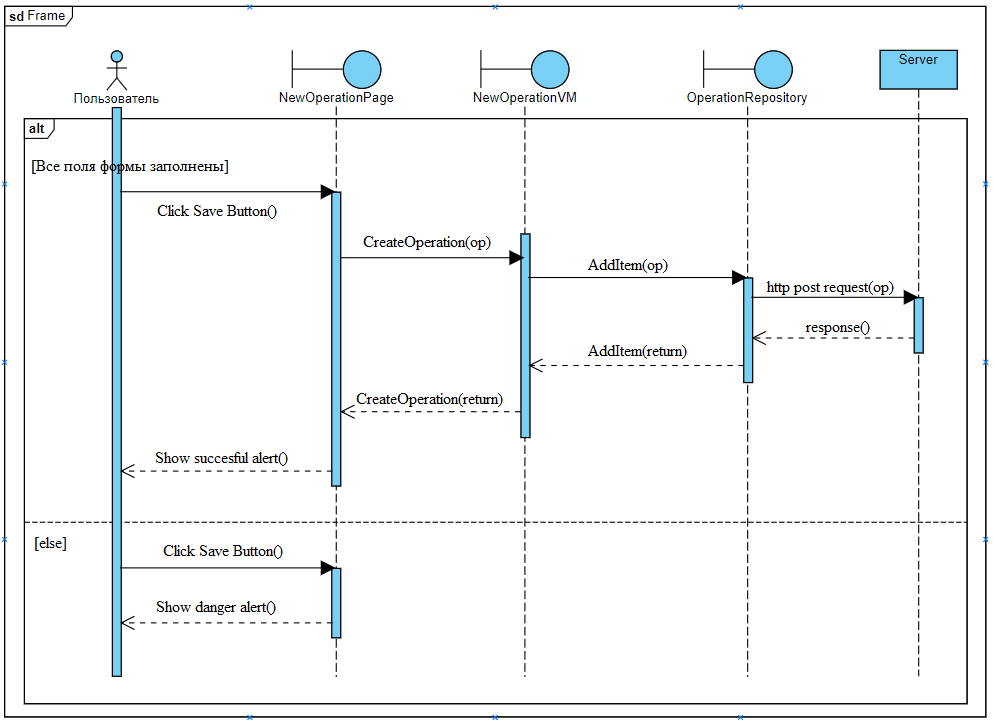 sd Frame
Пользователь
NewOperationPage
NewOperationVM
OperationRepository
Server
alt
[Все поля формы заполнены]
Click Save Button()
CreateOperation(op)
AddItem(op)
http post request(op)
response()
AddItem(return)
CreateOperation(return)
Show succesful alert()
[else]
Click Save Button()
Show danger alert()